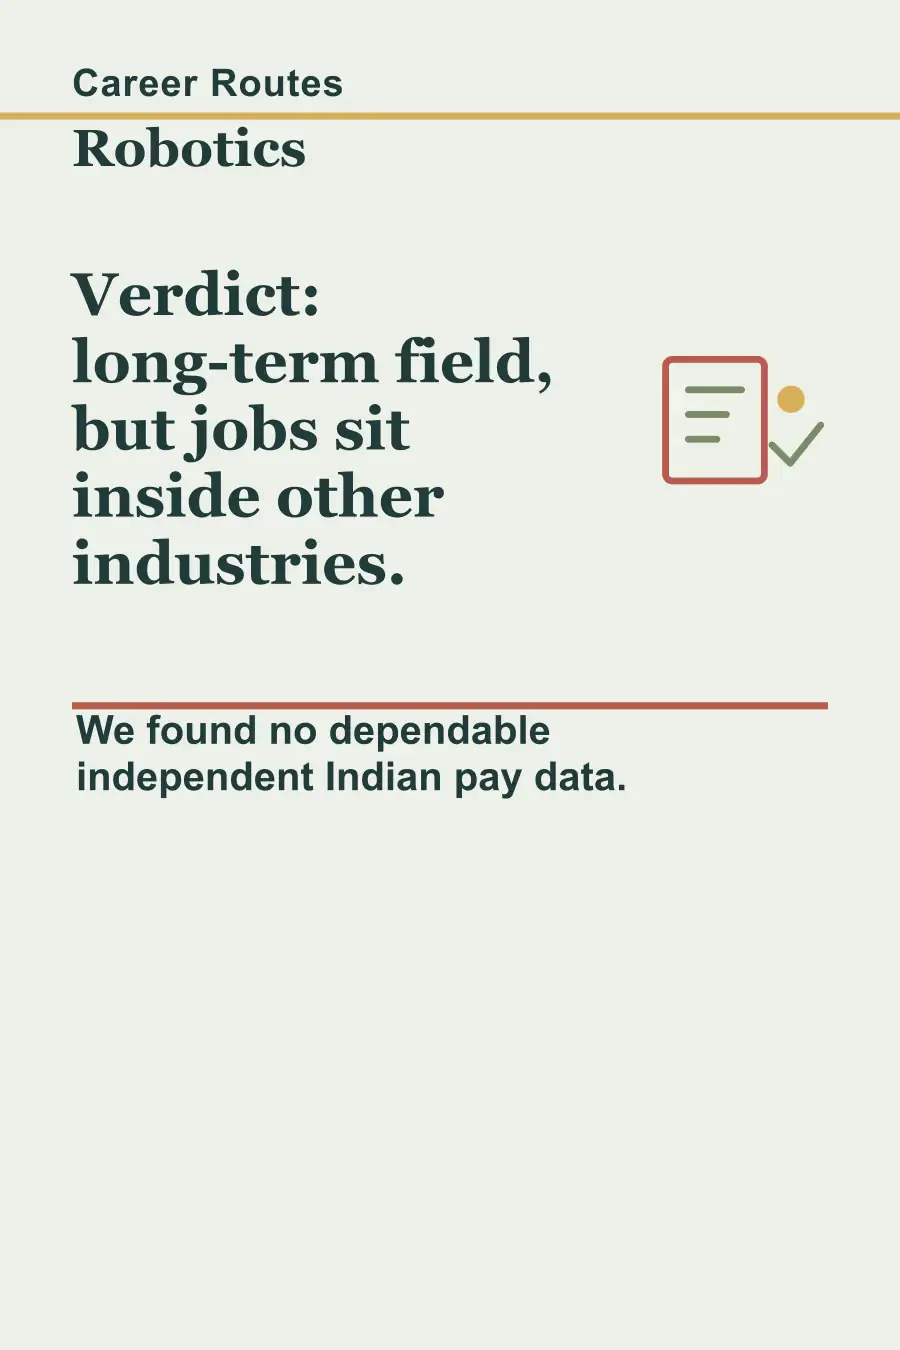 Career Routes
Robotics
Verdict:
long-term field,
but jobs sit
inside other
industries.
We found no dependable
independent Indian pay data.